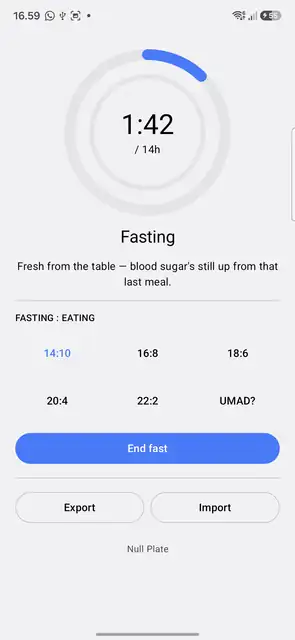 16.59
55
1:42
/ 14h
Fasting
Fresh from the table — blood sugar's still up from that
last meal.
FASTING : EATING
14:10 16:8 18:6
20:4 22:2 UMAD?
End fast
Export Import
Null Plate